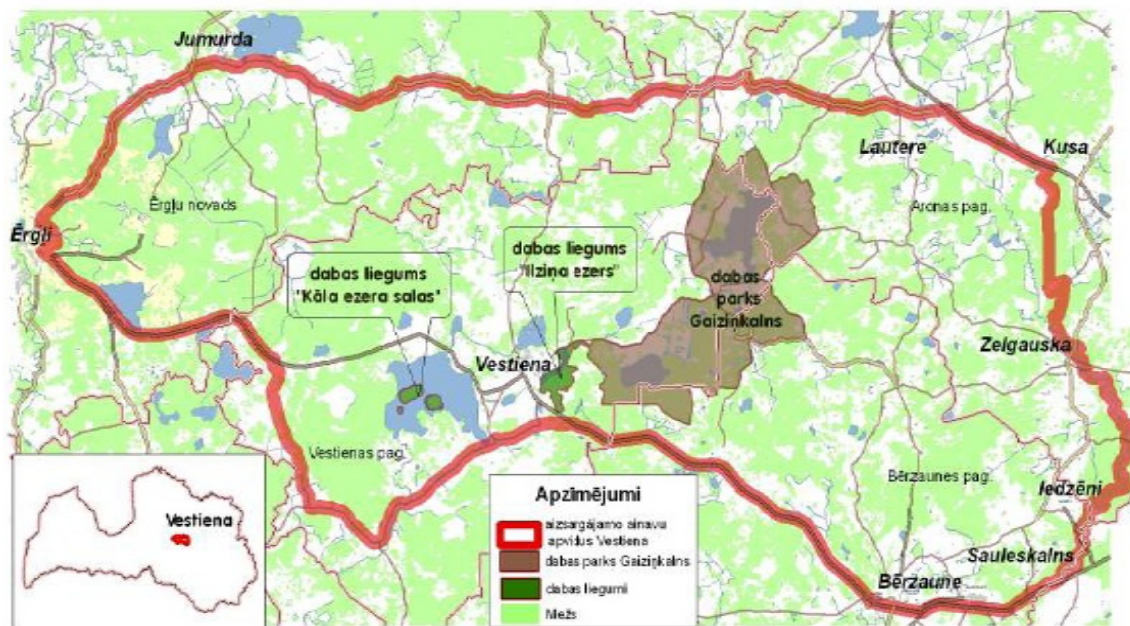 Jumurda
Lautere
Kusa
Ērgļu novads
Aronas pag.
Ērgļi
dabas liegums
"Ilziņa ezers"
dabas liegums
"Kāla ezera salas"
dabas
parks
Gaiziņkalns
Zelgauska
Vestiena
Vestienas pag.
Bērzaunes pag.
Iedzēni
Sauleskalns
Bērzaune
Vestiena
Apzīmējumi
aizsargājamo ainavu
apvidus Vestiena
dabas parks Gaiziņkalns
dabas liegumi
Mežs